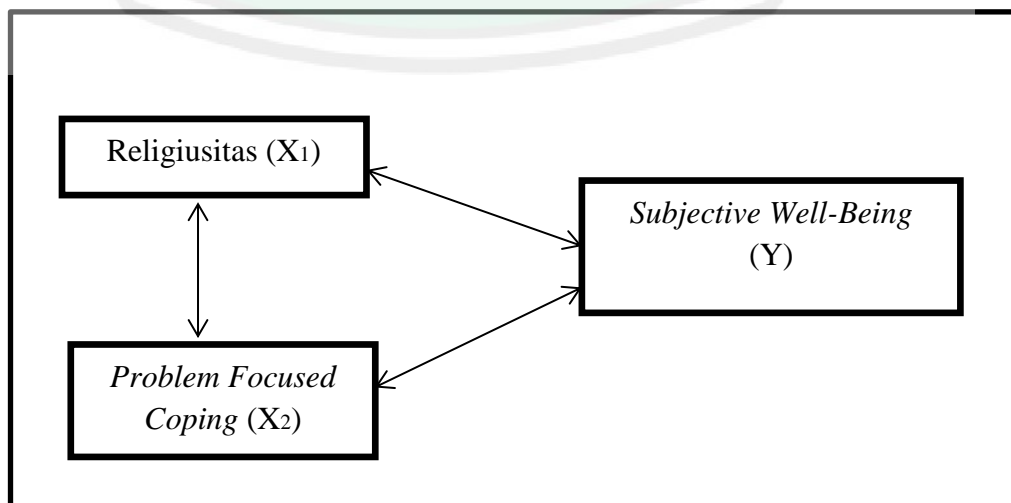 Religiusitas (X1)
Subjective Well-Being
(Y)
Problem Focused
Coping (X2)